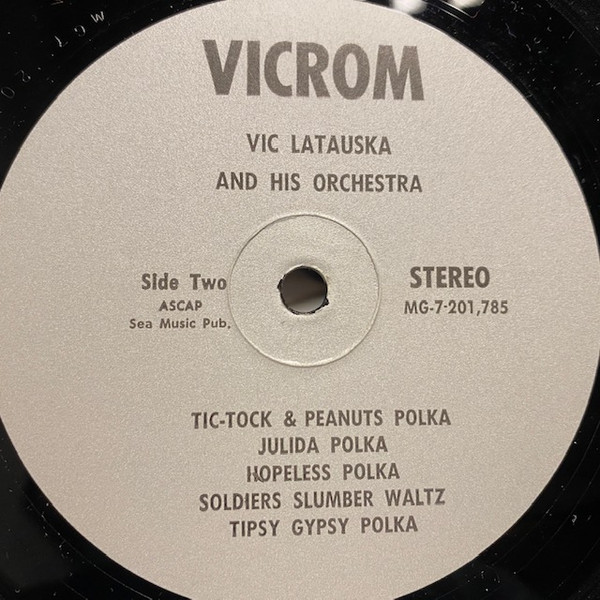 VICROM
VIC LATAUSKA
AND HIS ORCHESTRA
Side Two
ASCAP
Sea Music Pub.
STEREO
MG-7-201,785
TIC-TOCK & PEANUTS POLKA
JULIDA POLKA
HOPELESS POLKA
SOLDIERS SLUMBER WALTZ
TIPSY GYPSY POLKA